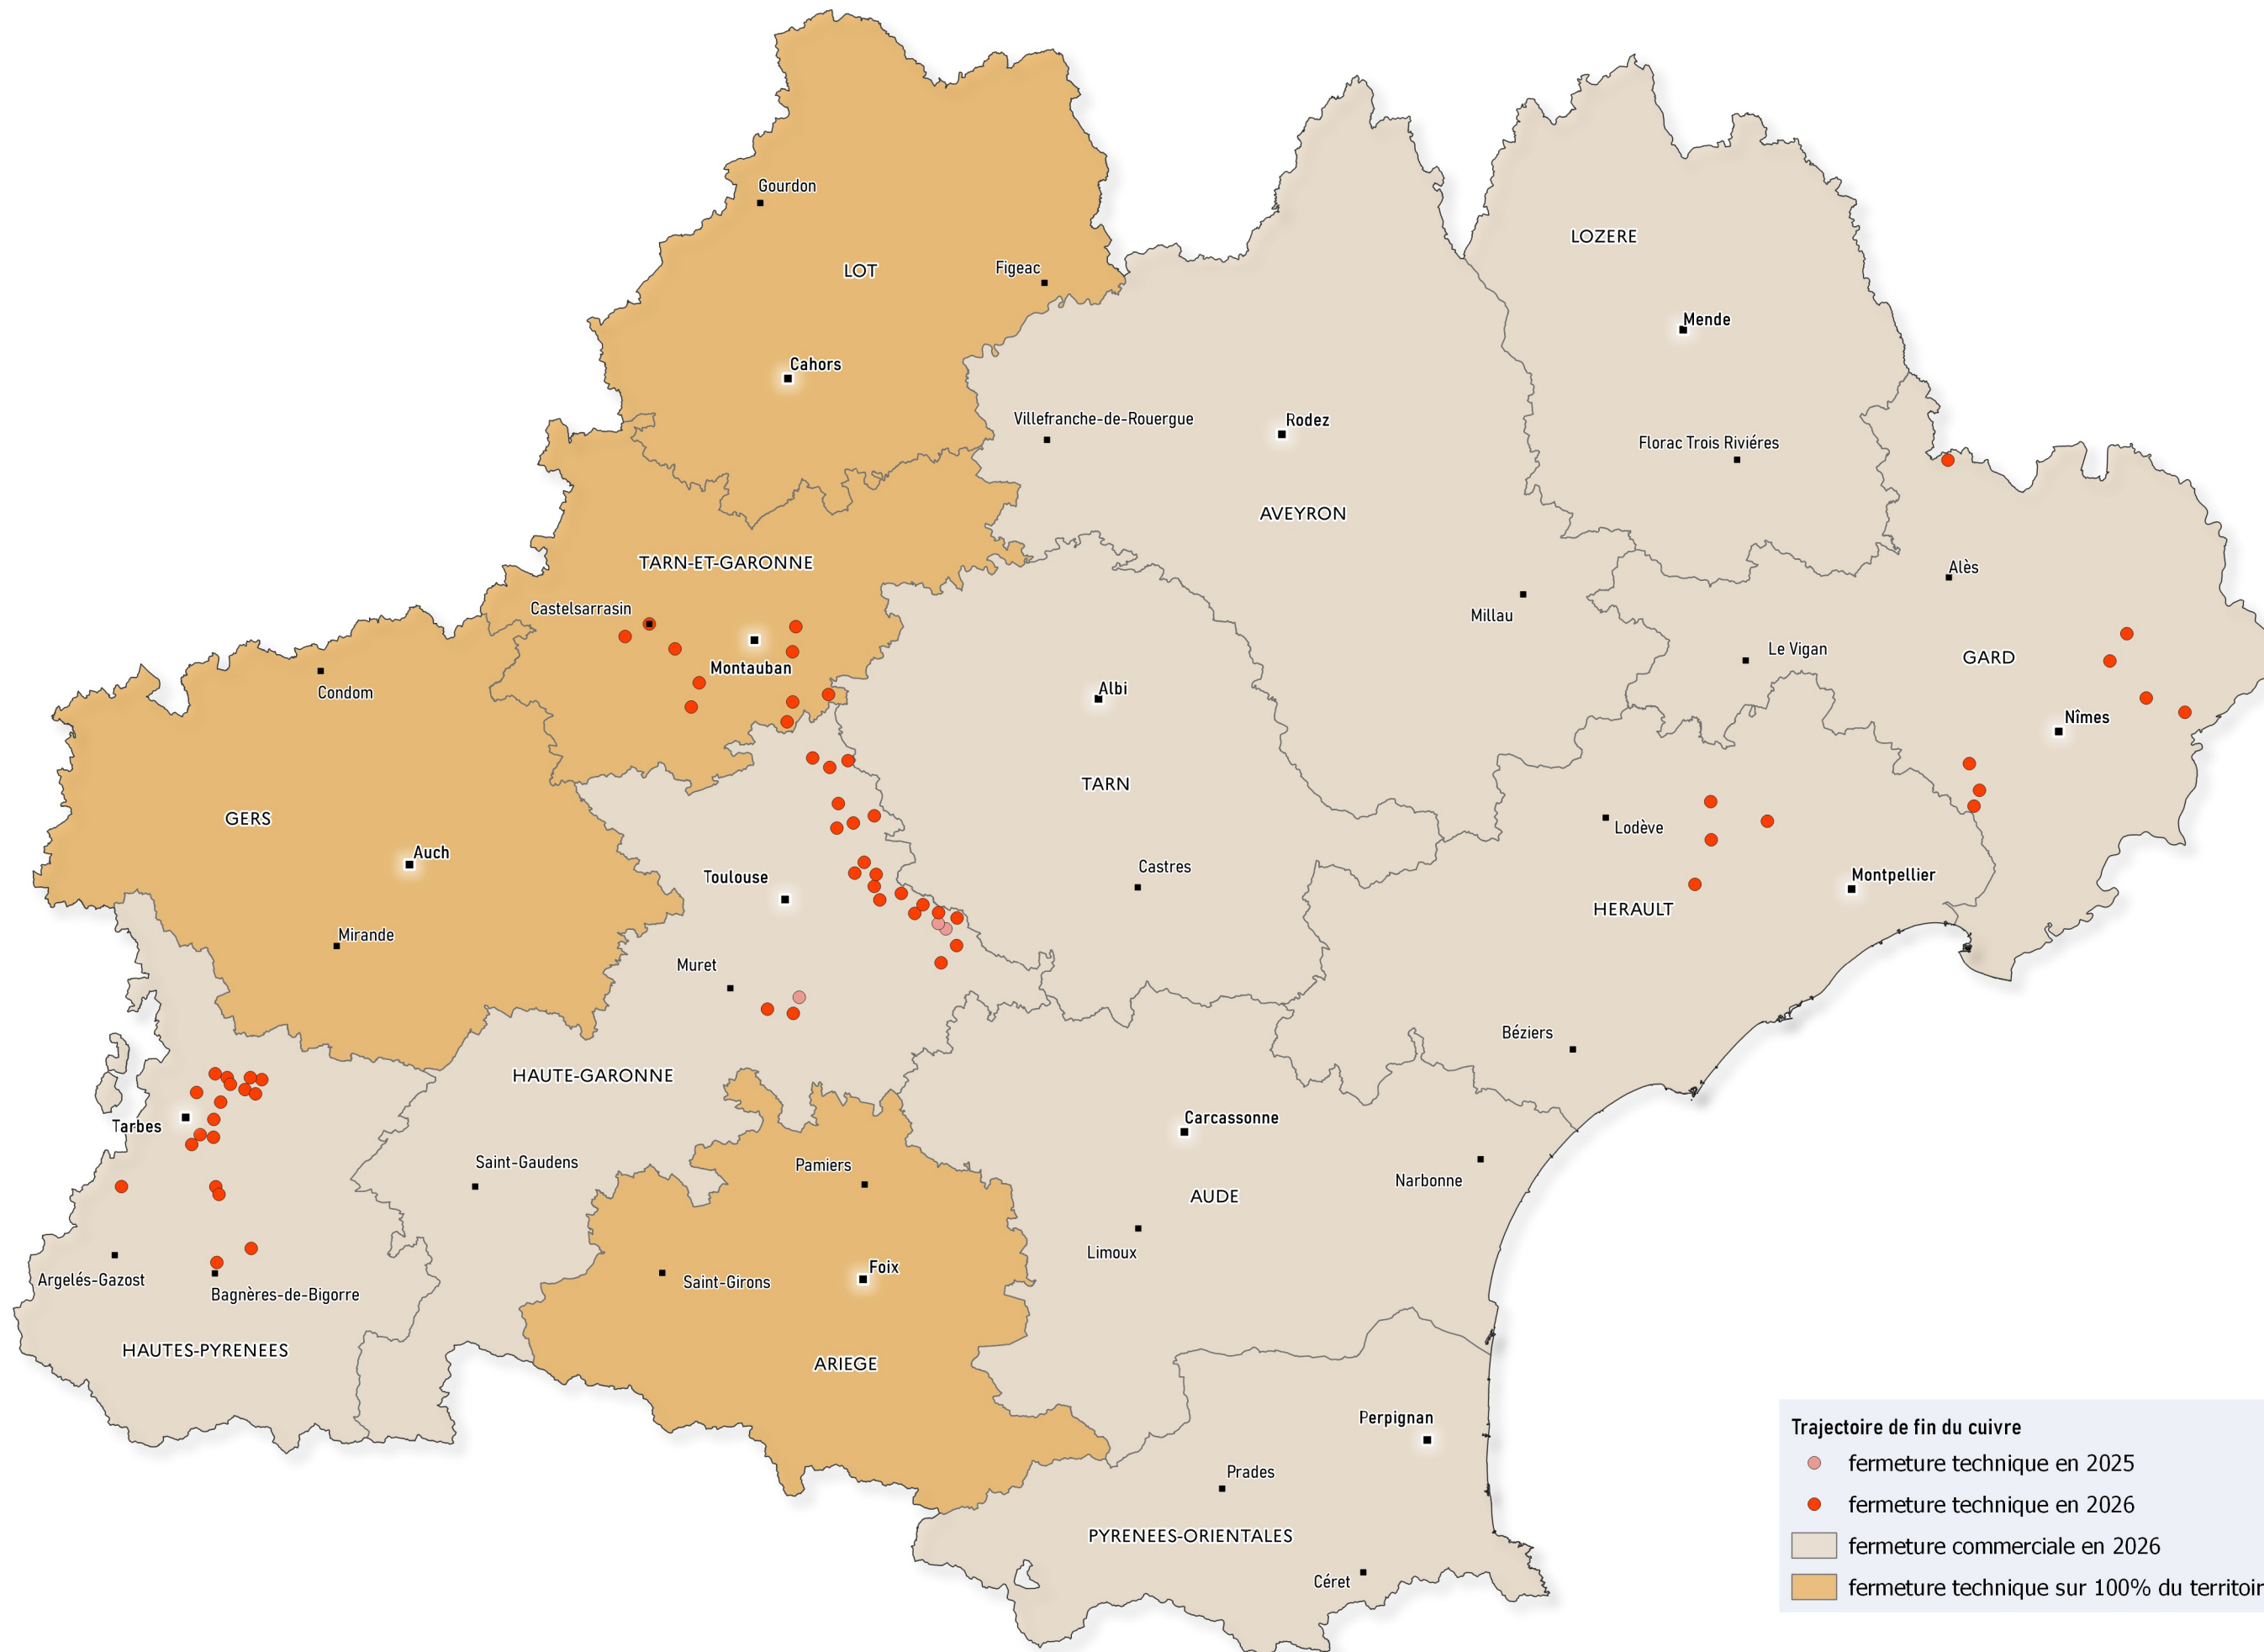 Gourdon
LOT
Figeac
Cahors
LOZERE
Mende
Villefranche-de-Rouergue
Rodez
Florac Trois Riviéres
AVEYRON
TARN-ET-GARONNE
Castelsarrasin
Montauban
Millau
Alès
Le Vigan
GARD
Nîmes
Condom
Albi
TARN
GERS
Auch
Mirande
Toulouse
Castres
Lodève
Montpellier
HERAULT
Muret
Béziers
HAUTE-GARONNE
Tarbes
Saint-Gaudens
Pamiers
Carcassonne
Narbonne
AUDE
Limoux
Argelés-Gazost
Bagnères-de-Bigorre
Saint-Girons
Foix
HAUTES-PYRENEES
ARIEGE
Perpignan
Prades
PYRENEES-ORIENTALES
Céret
Trajectoire de fin du cuivre
fermeture technique en 2025
fermeture technique en 2026
fermeture commerciale en 2026
fermeture technique sur 100% du territoir